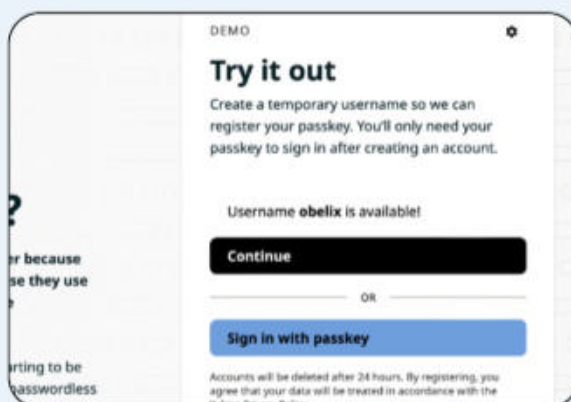 DEMO
Try it out
Create a temporary username so we can
register your passkey. You'll only need your
passkey to sign in after creating an account.
Username obelix is available!
Continue
OR
Sign in with passkey
Accounts will be deleted after 24 hours. By registering, you
agree that your data will be treated in accordance with the
?
er because
se they use
e
rting to be
passwordless